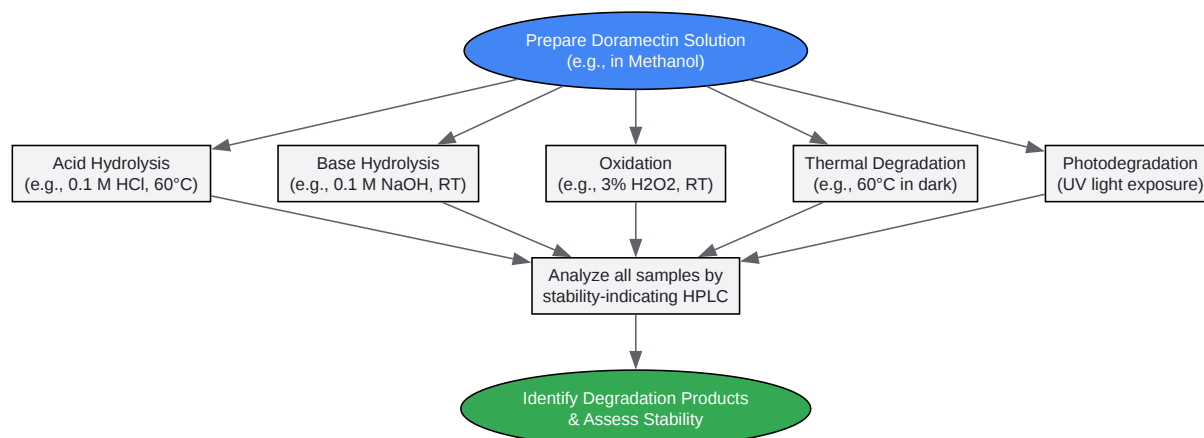 Prepare Doramectin Solution
(e.g., in Methanol)
Acid Hydrolysis
(e.g., 0.1 M HCl, 60°C)
Base Hydrolysis
(e.g., 0.1 M NaOH, RT)
Oxidation
(e.g., 3% H2O2, RT)
Thermal Degradation
(e.g., 60°C in dark)
Photodegradation
(UV light exposure)
Analyze all samples by
stability-indicating HPLC
Identify Degradation Products
& Assess Stability